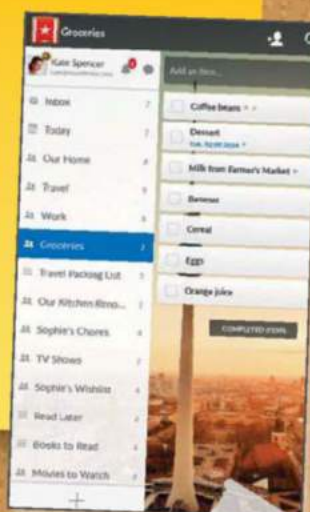 Groceries
Kate Spencer
Add an item...
Inbox
Today
Our Home
Travel
Work
Groceries
Travel Packing List
Our Kitchen Reno...
Sophie's Chores
TV Shows
Sophie's Wishlist
Read Later
Books to Read
Movies to Watch
Coffee beans
Dessert
Milk from Farmer's Market
Bananas
Cereal
Eggs
Orange juice
COMPLETED ITEMS